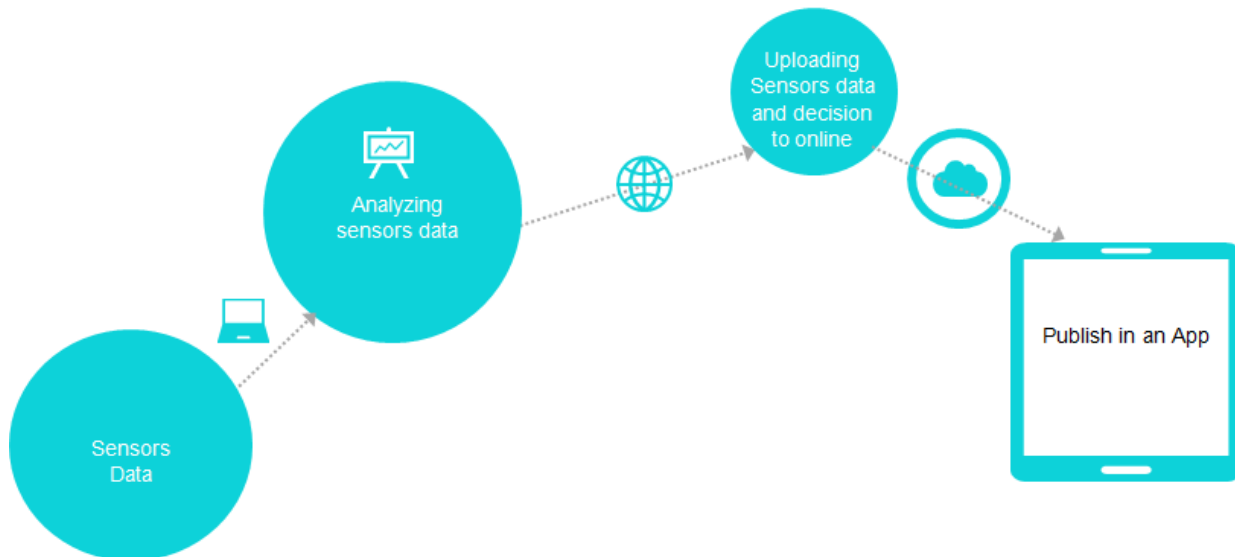 Sensors
Data
Analyzing
sensors data
Uploading
Sensors data
and decision
to online
Publish in an App